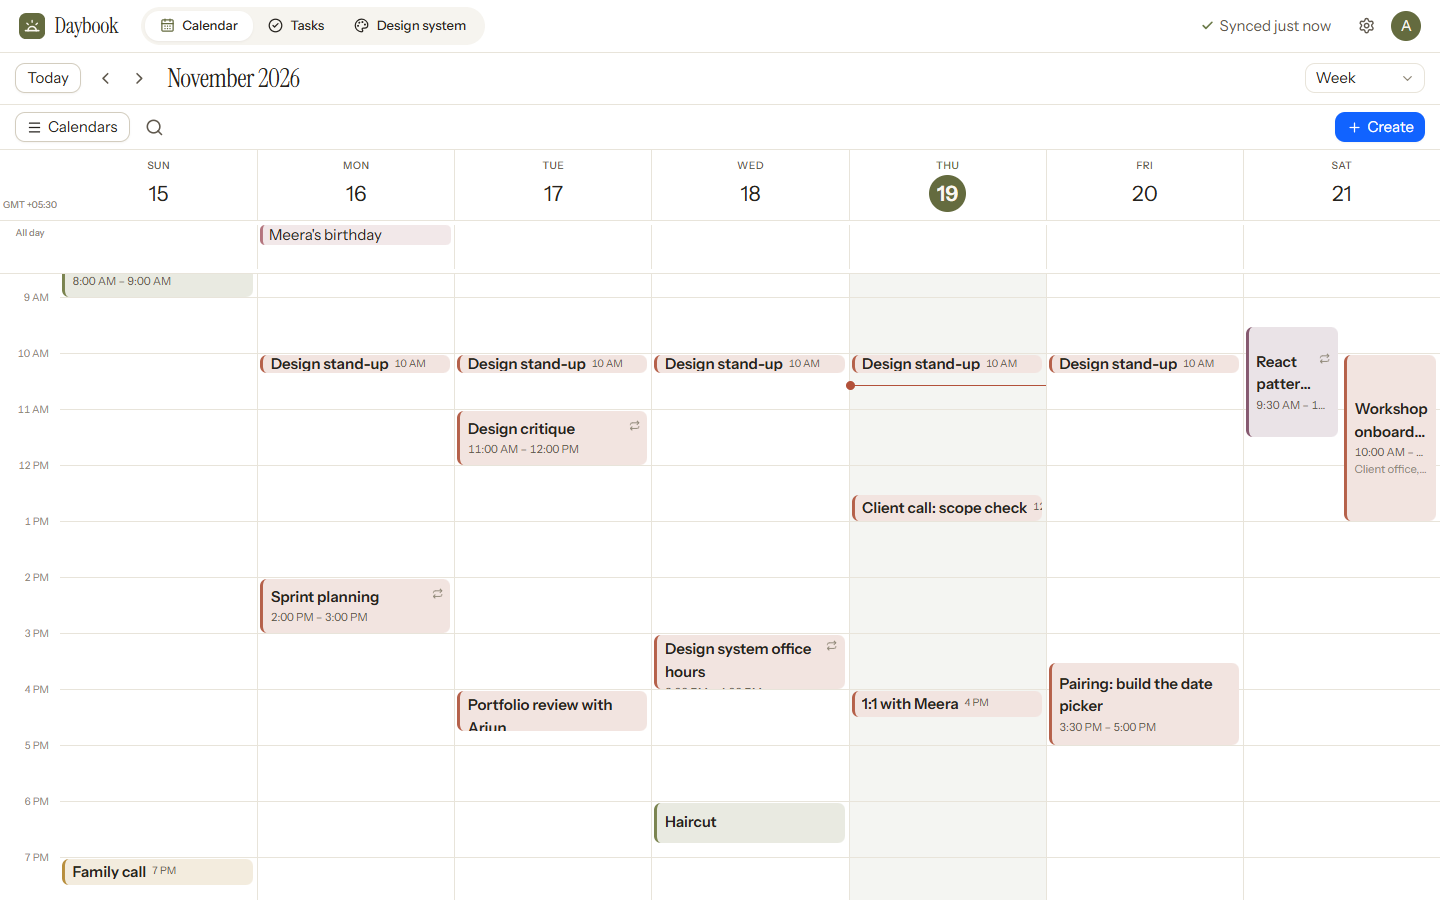 Daybook
Calendar
Tasks
Design system
Synced just now
A
Today
November 2026
Week
Calendars
Create
GMT +05:30
SUN
15
MON
16
TUE
17
WED
18
THU
19
FRI
20
SAT
21
All day
Meera's birthday
8:00 AM – 9:00 AM
9 AM
10 AM
11 AM
12 PM
1 PM
2 PM
3 PM
4 PM
5 PM
6 PM
7 PM
Family call 7 PM
Design stand-up 10 AM
Sprint planning
2:00 PM – 3:00 PM
Design stand-up 10 AM
Design critique
11:00 AM – 12:00 PM
Portfolio review with
Arjun
Design stand-up 10 AM
Design system office
hours
Haircut
Design stand-up 10 AM
Client call: scope check 12
1:1 with Meera 4 PM
Design stand-up 10 AM
Pairing: build the date
picker
3:30 PM – 5:00 PM
React
patter...
9:30 AM – 1...
Workshop
onboard...
10:00 AM – ...
Client office,...